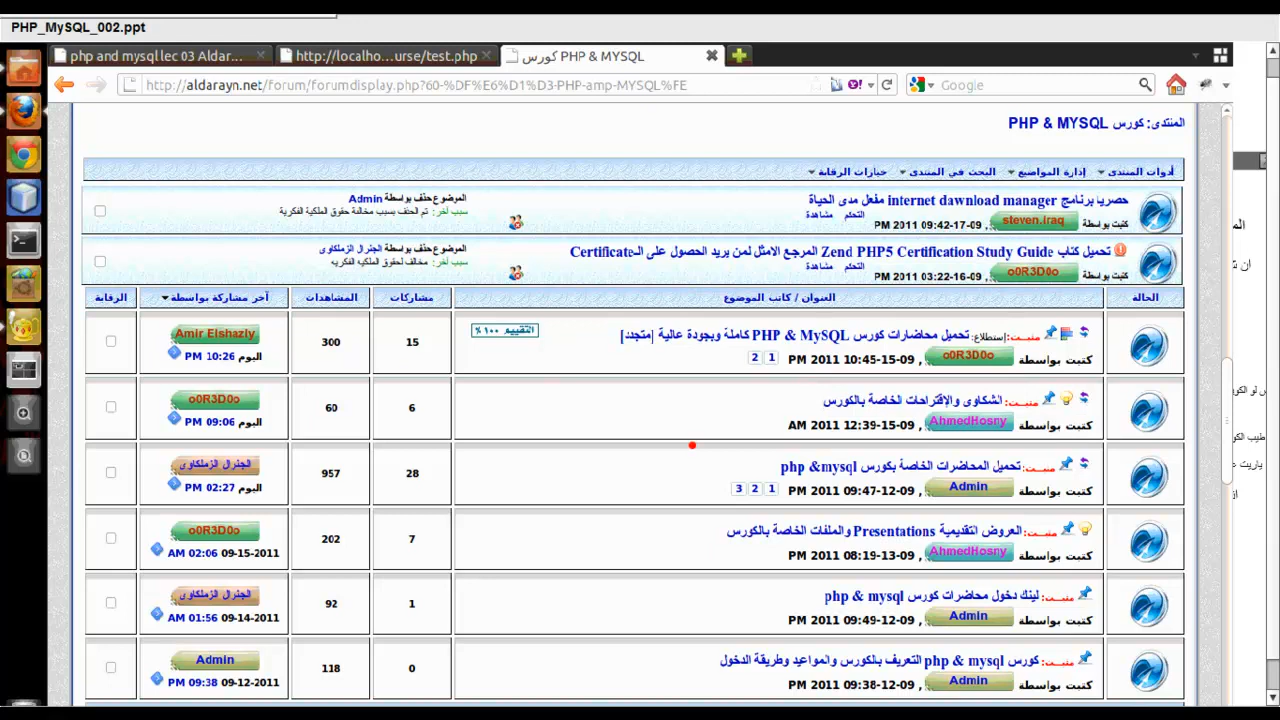 PHP_MySQL_002.ppt
php and mysql lec 03 Aldar...
http://localho...urse/test.php
كورس PHP & MYSQL
http://aldarayn.net/forum/forumdisplay.php?60-%DF%E6%D1%D3-PHP-amp-MYSQL%FE
Google
المنتدى: كورس PHP & MYSQL
أدوات المنتدى إدارة المواضيع البحث في المنتدى خيارات الرقابة
حصريا برنامج internet dawnload manager مفعل مدى الحياة
التحكم مشاهدة
كتبت بواسطة steven.Iraq , 09-17-2011 09:42 PM
الموضوع حذف بواسطة Admin
سبب آخر: تم الحذف بسبب مخالفة حقوق الملكية الفكرية
تحميل كتاب Zend PHP5 Certification Study Guide المرجع الامثل لمن يريد الحصول على الـCertificate
التحكم مشاهدة
كتبت بواسطة o0R3D0o , 09-16-2011 03:22 PM
الموضوع حذف بواسطة الجنرال الزملكاوى
سبب آخر: مخالف لحقوق الملكيه الفكريه
الحالة العنوان / كاتب الموضوع مشاركات المشاهدات آخر مشاركة بواسطة الرقابة
مثبــت: إستطلاع: تحميل محاضارات كورس PHP & MySQL كاملة وبجودة عالية [متجدد]
التقييم 100%
كتبت بواسطة o0R3D0o , 09-15-2011 10:45 PM
1 2
15
300
Amir Elshazly
اليوم 10:26 PM
مثبــت: الشكاوى والإقتراحات الخاصة بالكورس
كتبت بواسطة AhmedHosny , 09-15-2011 12:39 AM
6
60
o0R3D0o
اليوم 09:06 PM
مثبــت: تحميل المحاضرات الخاصة بكورس php &mysql
كتبت بواسطة Admin , 09-12-2011 09:47 PM
1 2 3
28
957
الجنرال الزملكاوى
اليوم 02:27 PM
مثبــت: العروض التقديمية Presentations والملفات الخاصة بالكورس
كتبت بواسطة AhmedHosny , 09-13-2011 08:19 PM
7
202
o0R3D0o
09-15-2011 02:06 AM
مثبــت: لينك دخول محاضرات كورس php & mysql
كتبت بواسطة Admin , 09-12-2011 09:49 PM
1
92
الجنرال الزملكاوى
09-14-2011 01:56 AM
مثبــت: كورس php & mysql التعريف بالكورس والمواعيد وطريقة الدخول
كتبت بواسطة Admin , 09-12-2011 09:38 PM
0
118
Admin
09-12-2011 09:38 PM